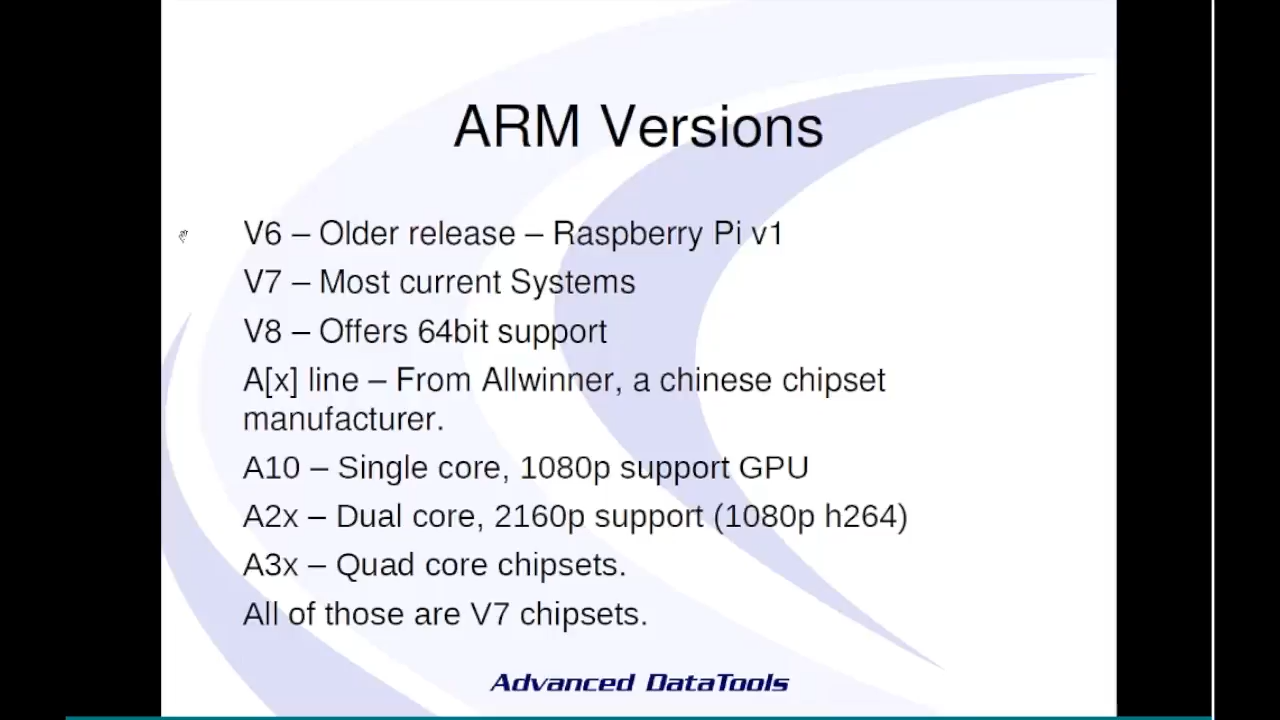 ARM Versions
V6 – Older release – Raspberry Pi v1
V7 – Most current Systems
V8 – Offers 64bit support
A[x] line – From Allwinner, a chinese chipset
manufacturer.
A10 – Single core, 1080p support GPU
A2x – Dual core, 2160p support (1080p h264)
A3x – Quad core chipsets.
All of those are V7 chipsets.
Advanced DataTools